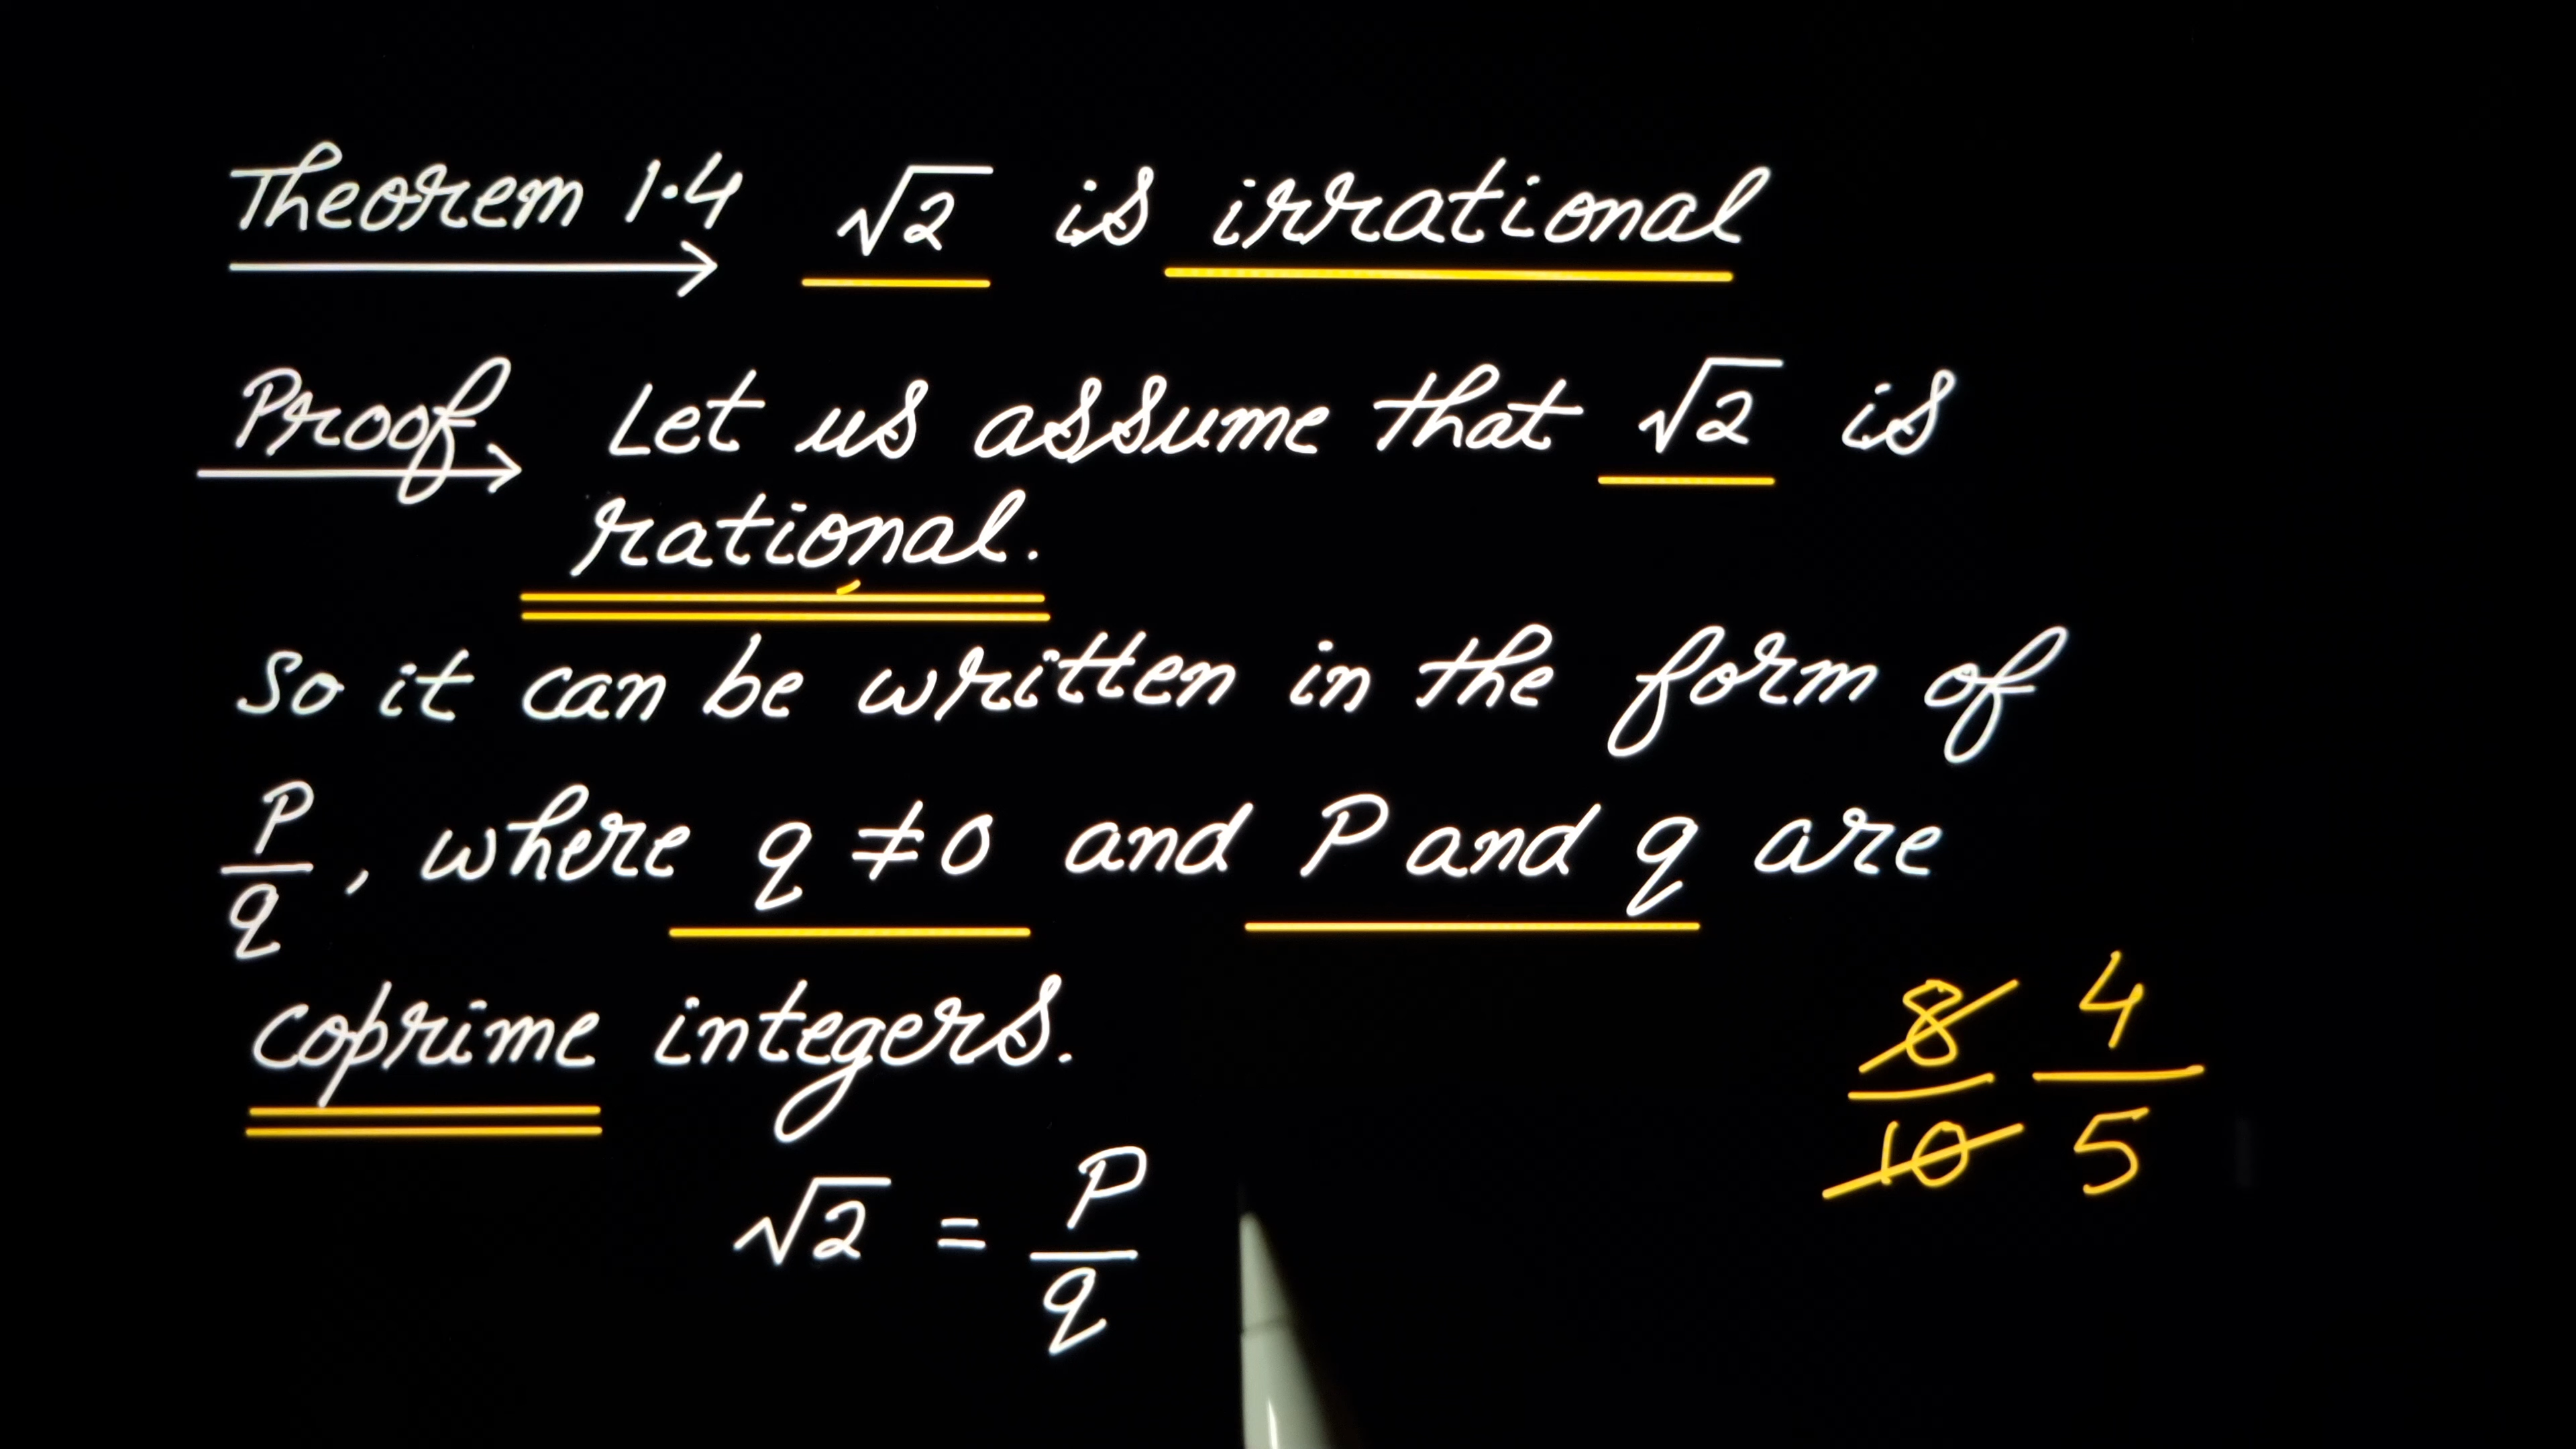 Theorem 1.4 √2 is irrational
Proof Let us assume that √2 is
rational.
So it can be written in the form of
P/q, where q ≠ 0 and P and q are
coprime integers.
8/10 4/5
√2 = P/q